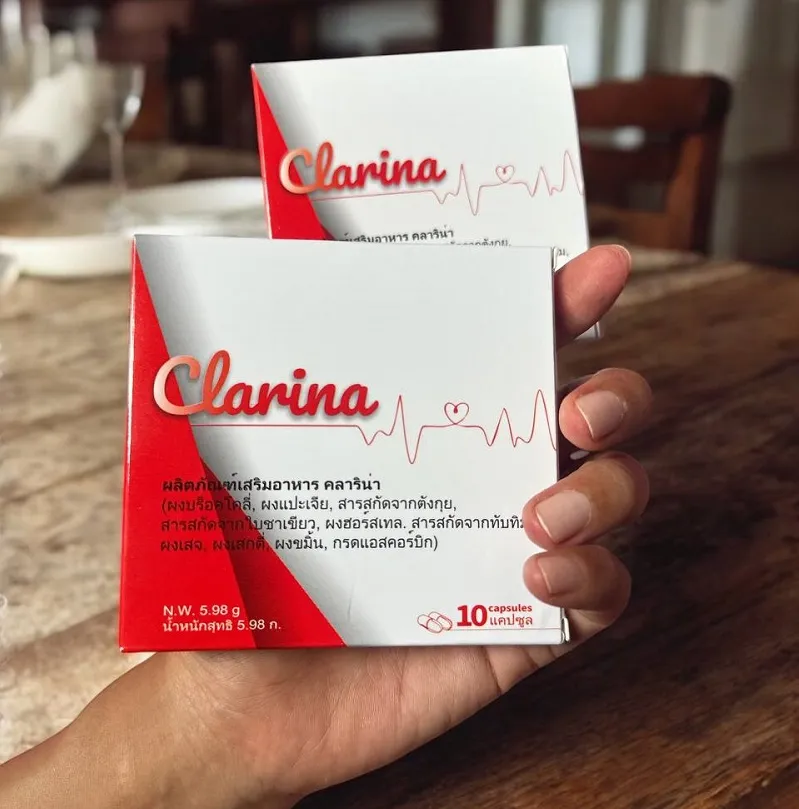 Clarina
Clarina
ผลิตภัณฑ์เสริมอาหาร คลาริน่า
(ผงบร็อคโคลี่, ผงแปะเจีย, สารสกัดจากตังกุย,
สารสกัดจากใบชาเขียว, ผงฮอร์สเทล. สารสกัดจากทับทิม
ผงเสจ, ผงเสกตี่, ผงขมิ้น, กรดแอสคอร์บิก)
N.W. 5.98 g
น้ำหนักสุทธิ 5.98 ก.
10 capsules
แคปซูล